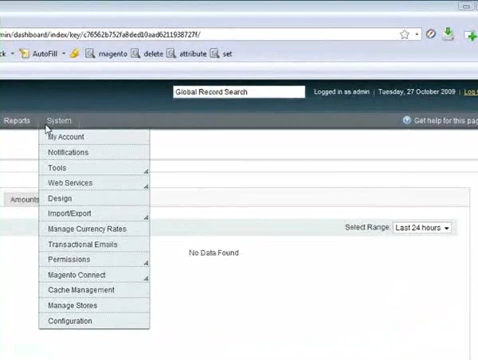 min/dashboard/index/key/c76562b752fa8ded10aad6211938727f/
ck AutoFill magento delete attribute set
Global Record Search Logged in as admin | Tuesday, 27 October 2009 | Log
Reports System Get help for this pag
My Account
Notifications
Tools
Web Services
Design
Amounts
Import/Export
Manage Currency Rates
Select Range: Last 24 hours
Transactional Emails
No Data Found
Permissions
Magento Connect
Cache Management
Manage Stores
Configuration